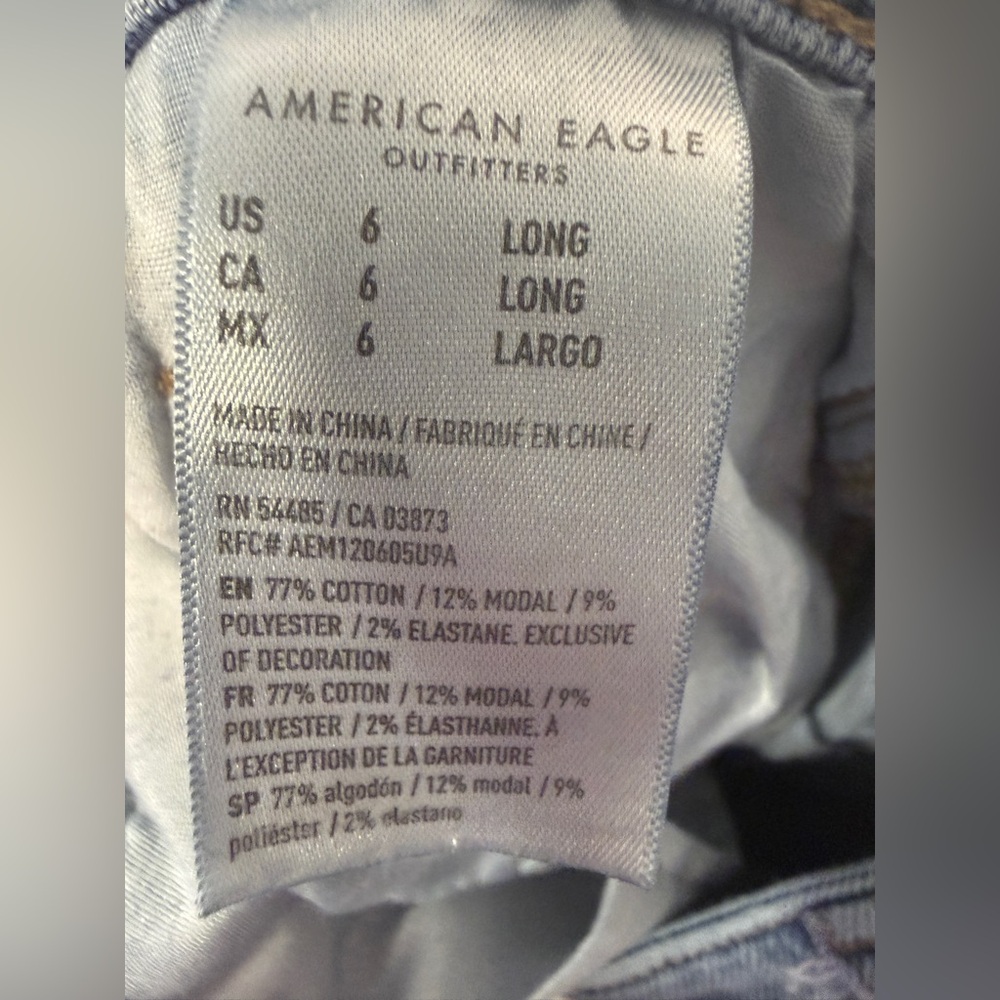 AMERICAN EAGLE
OUTFITTERS
US 6 LONG
CA 6 LONG
MX 6 LARGO
MADE IN CHINA / FABRIQUÉ EN CHINE /
HECHO EN CHINA
RN 54485 / CA 03873
RFC# AEM120605U9A
EN 77% COTTON / 12% MODAL / 9%
POLYESTER / 2% ELASTANE. EXCLUSIVE
OF DECORATION
FR 77% COTON / 12% MODAL / 9%
POLYESTER / 2% ÉLASTHANNE. À
L'EXCEPTION DE LA GARNITURE
SP 77% algodón / 12% modal / 9%
poliéster / 2% elastano